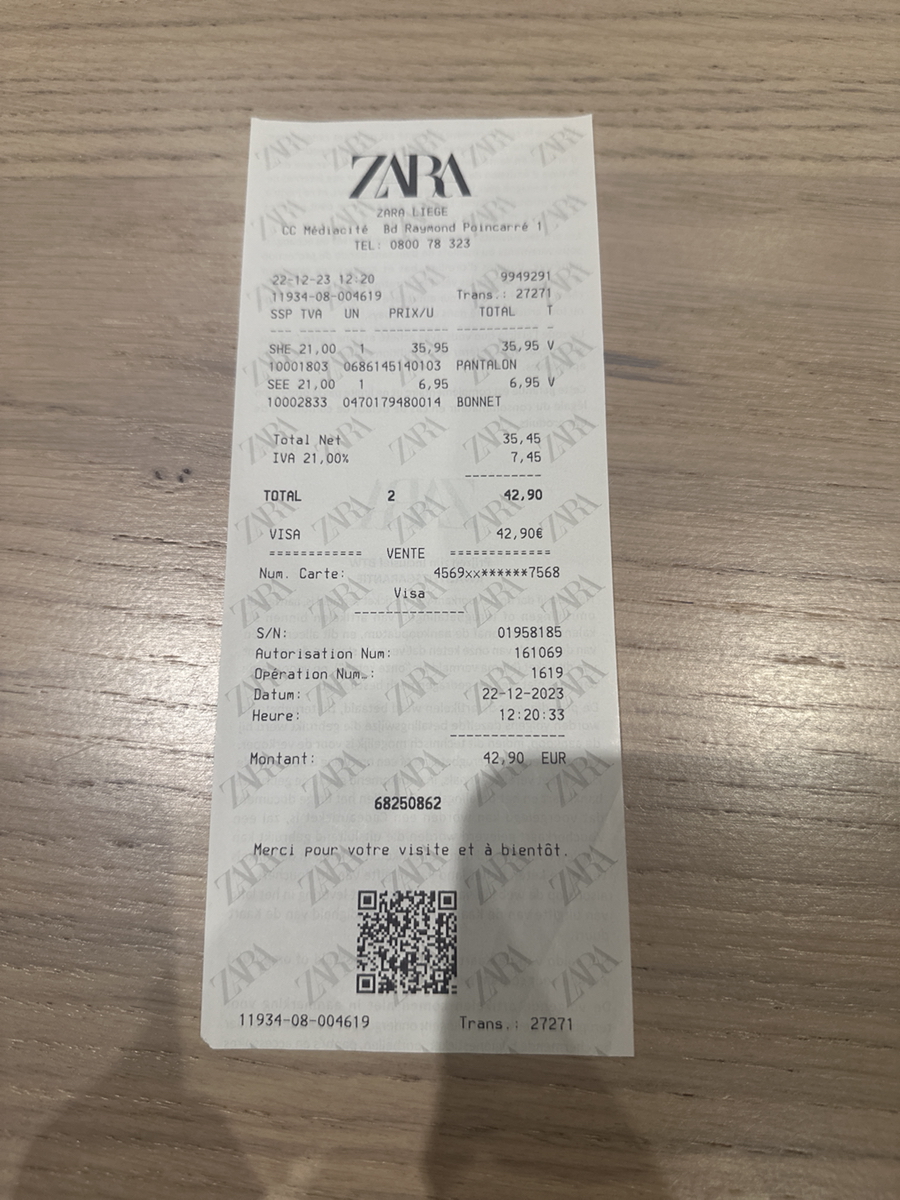 ZARA
ZARA LIEGE
CC Médiacité Bd Raymond Poincarré 1
TEL: 0800 78 323
22-12-23 12:20 9949291
11934-08-004619 Trans.: 27271
SSP TVA UN PRIX/U TOTAL T
--- ----- --- ---------- ----------- -
SHE 21,00 1 35,95 35,95 V
10001803 0686145140103 PANTALON
SEE 21,00 1 6,95 6,95 V
10002833 0470179480014 BONNET
Total Net 35,45
IVA 21,00% 7,45
----------
TOTAL 2 42,90
VISA 42,90€
============ VENTE =============
Num. Carte: 4569xx******7568
Visa
-------------
S/N: 01958185
Autorisation Num: 161069
Opération Num.: 1619
Datum: 22-12-2023
Heure: 12:20:33
--------------
Montant: 42,90 EUR
68250862
Merci pour votre visite et à bientôt.
11934-08-004619 Trans.: 27271